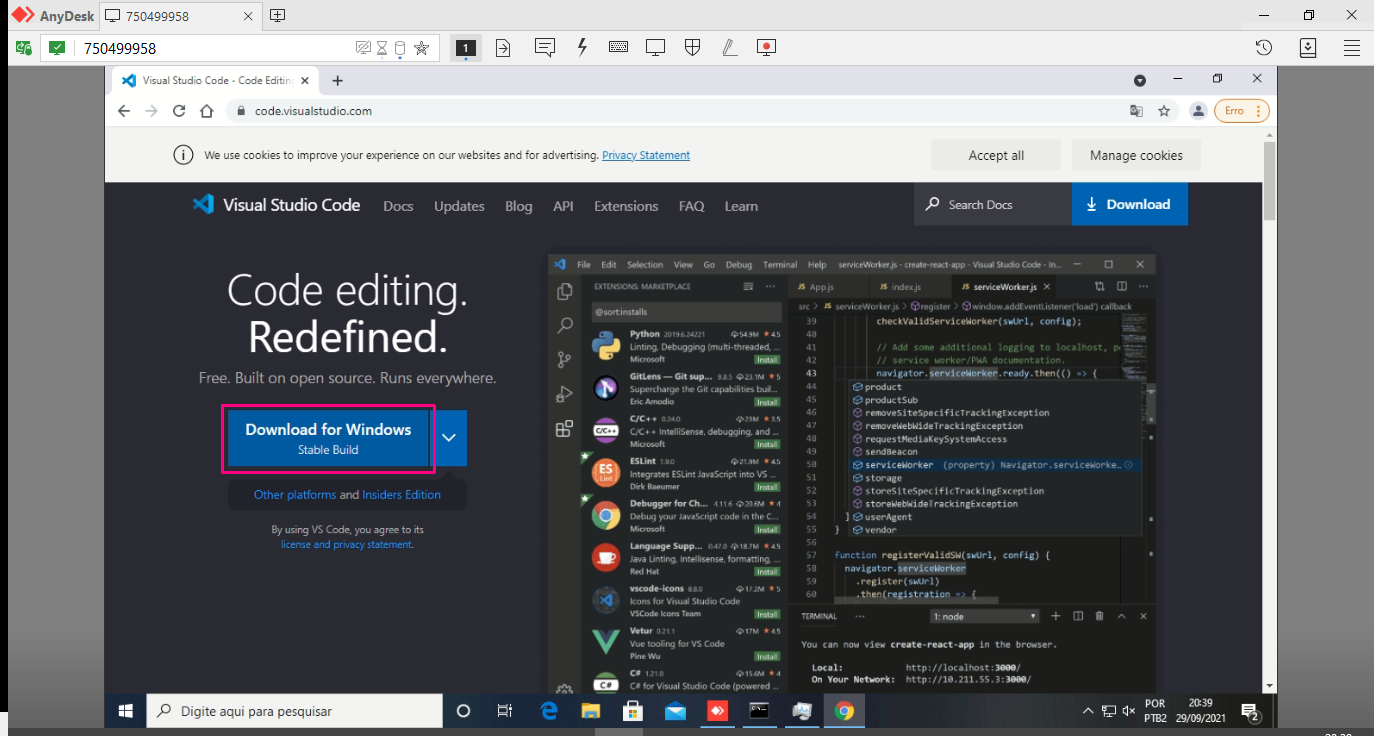 AnyDesk
750499958
750499958
1
Visual Studio Code - Code Editin
code.visualstudio.com
Erro
We use cookies to improve your experience on our websites and for advertising. Privacy Statement
Accept all
Manage cookies
Visual Studio Code
Docs
Updates
Blog
API
Extensions
FAQ
Learn
Search Docs
Download
Code editing.
Redefined.
Free. Built on open source. Runs everywhere.
Download for Windows
Stable Build
Other platforms and Insiders Edition
By using VS Code, you agree to its
license and privacy statement.
File Edit Selection View Go Debug Terminal Help
serviceWorker.js - create-react-app - Visual Studio Code - In...
EXTENSIONS: MARKETPLACE
@sort:installs
Python 2019.6.24221 54.9M 4.5
Linting, Debugging (multi-threaded, ...
Microsoft
Install
GitLens — Git sup... 9.8.5 23.1M 5
Supercharge the Git capabilities buil...
Eric Amodio
Install
C/C++
C/C++ 0.24.0 23M 3.5
C/C++ IntelliSense, debugging, and ...
Microsoft
Install
ES
Lint
ESLint 1.9.0 21.9M 4.5
Integrates ESLint JavaScript into VS ...
Dirk Baeumer
Install
Debugger for Ch... 4.11.6 20.6M 4
Debug your JavaScript code in the C...
Microsoft
Install
Language Supp... 0.47.0 18.7M 4.5
Java Linting, Intellisense, formatting, ...
Red Hat
Install
vscode-icons 8.8.0 17.2M 5
Icons for Visual Studio Code
VSCode Icons Team
Install
Vetur 0.21.1 17M 4.5
Vue tooling for VS Code
Pine Wu
Install
C#
C# 1.21.0 15.6M 4
C# for Visual Studio Code (powered ...
JS App.js
JS index.js
JS serviceWorker.js
src > JS serviceWorker.js > register > window.addEventListener('load') callback
39 checkValidServiceWorker(swUrl, config);
40
41 // Add some additional logging to localhost, po
42 // service worker/PWA documentation.
43 navigator.serviceWorker.ready.then(() => {
44 product
45 productSub
46 removeSiteSpecificTrackingException
47 removeWebWideTrackingException
48 requestMediaKeySystemAccess
49 sendBeacon
50 serviceWorker (property) Navigator.serviceWorke...
51 storage
52 storeSiteSpecificTrackingException
53 storeWebWideTrackingException
54 ] userAgent
55 } vendor
56
57 function registerValidSW(swUrl, config) {
58 navigator.serviceWorker
59 .register(swUrl)
60 .then(registration => {
TERMINAL ...
1: node
You can now view create-react-app in the browser.
Local: http://localhost:3000/
On Your Network: http://10.211.55.3:3000/
Digite aqui para pesquisar
POR
PTB2
20:39
29/09/2021
2